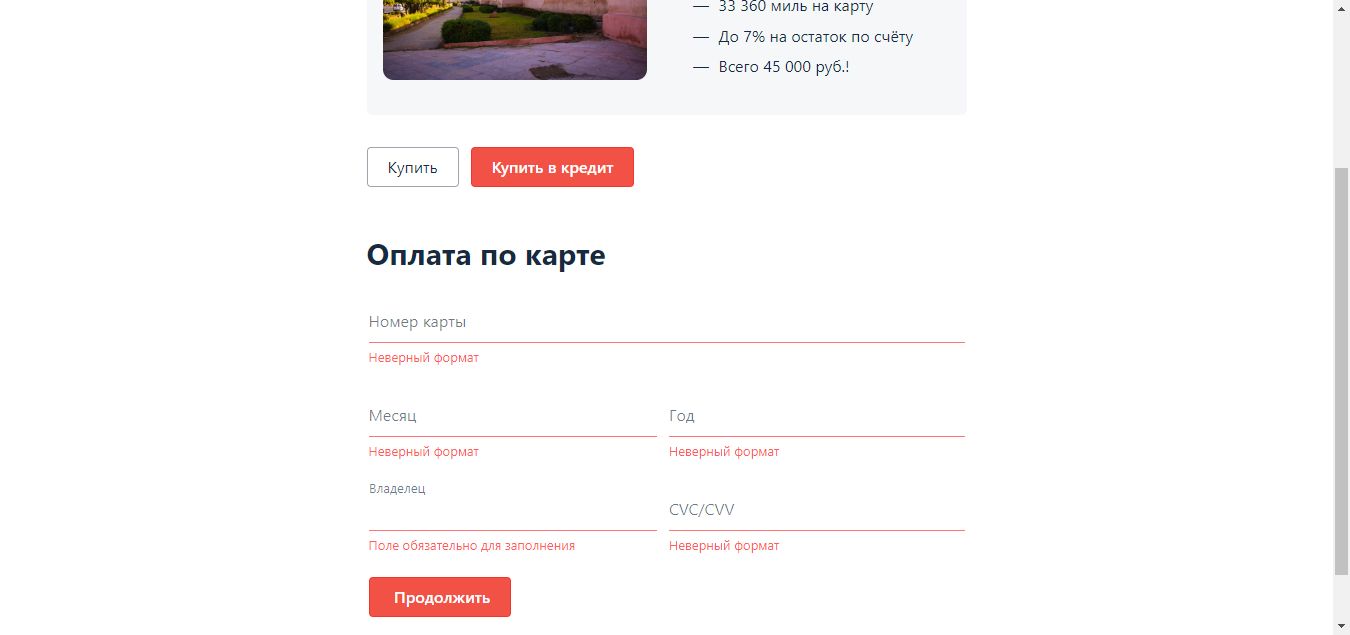 — 33 360 миль на карту
— До 7% на остаток по счёту
— Всего 45 000 руб.!
Купить
Купить в кредит
Оплата по карте
Номер карты
Неверный формат
Месяц
Год
Неверный формат
Неверный формат
Владелец
CVC/CVV
Поле обязательно для заполнения
Неверный формат
Продолжить